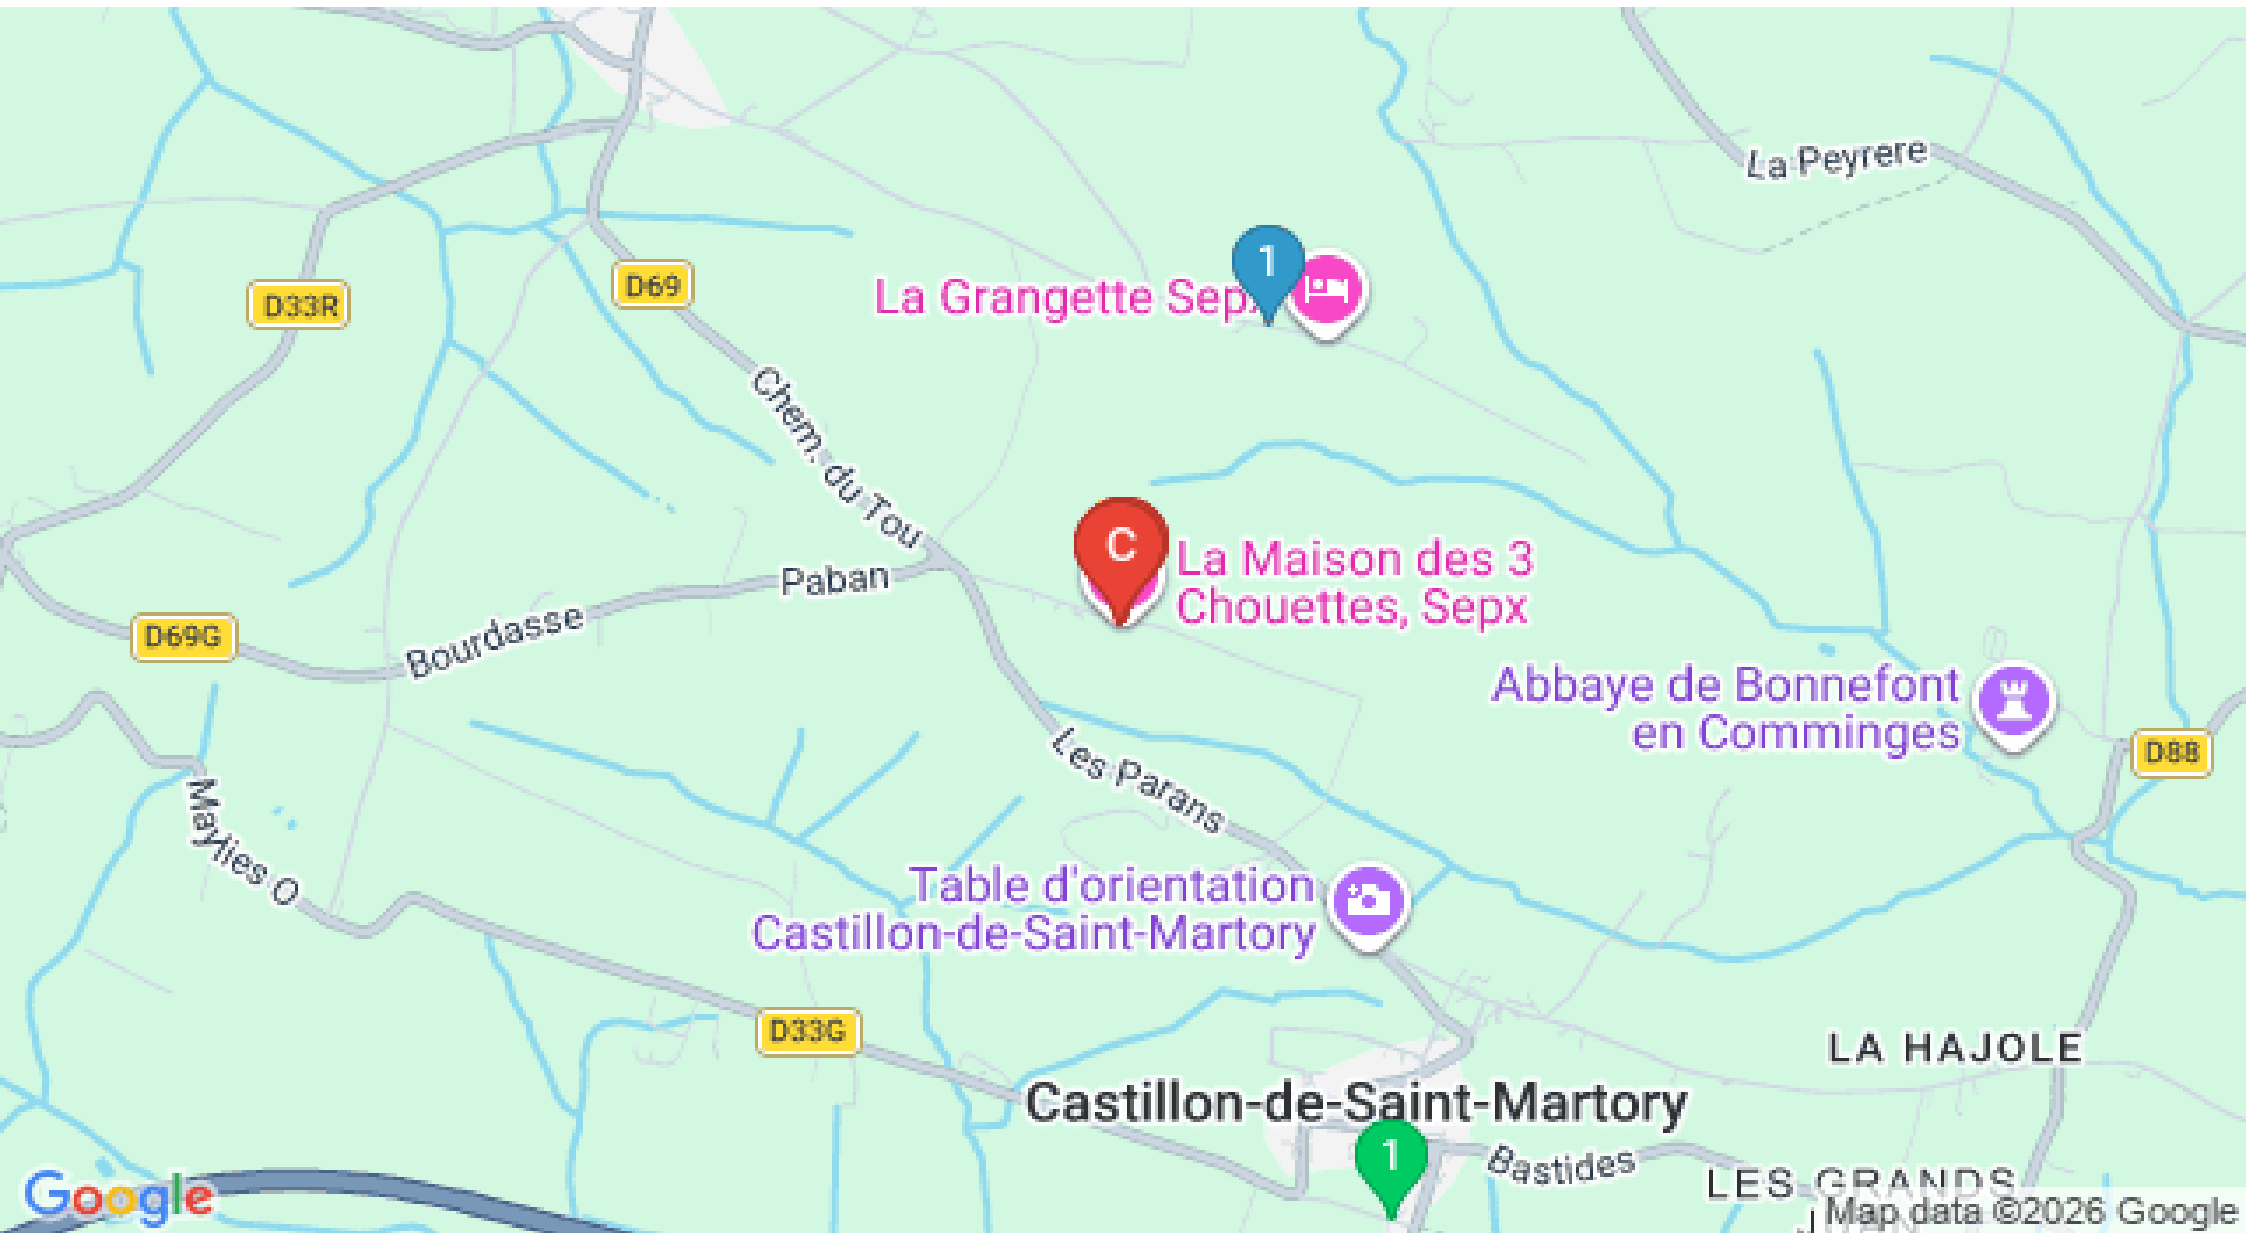 La Peyrere
1
La Grangette Sepx
D69
D33R
Chem. du Tou
C
La Maison des 3
Chouettes, Sepx
Paban
Bourdasse
D69G
Abbaye de Bonnefont
en Comminges
D88
Les Parans
Maylies O
Table d'orientation
Castillon-de-Saint-Martory
D33G
LA HAJOLE
Castillon-de-Saint-Martory
1
Bastides
LES GRANDS
Google
Map data ©2026 Google